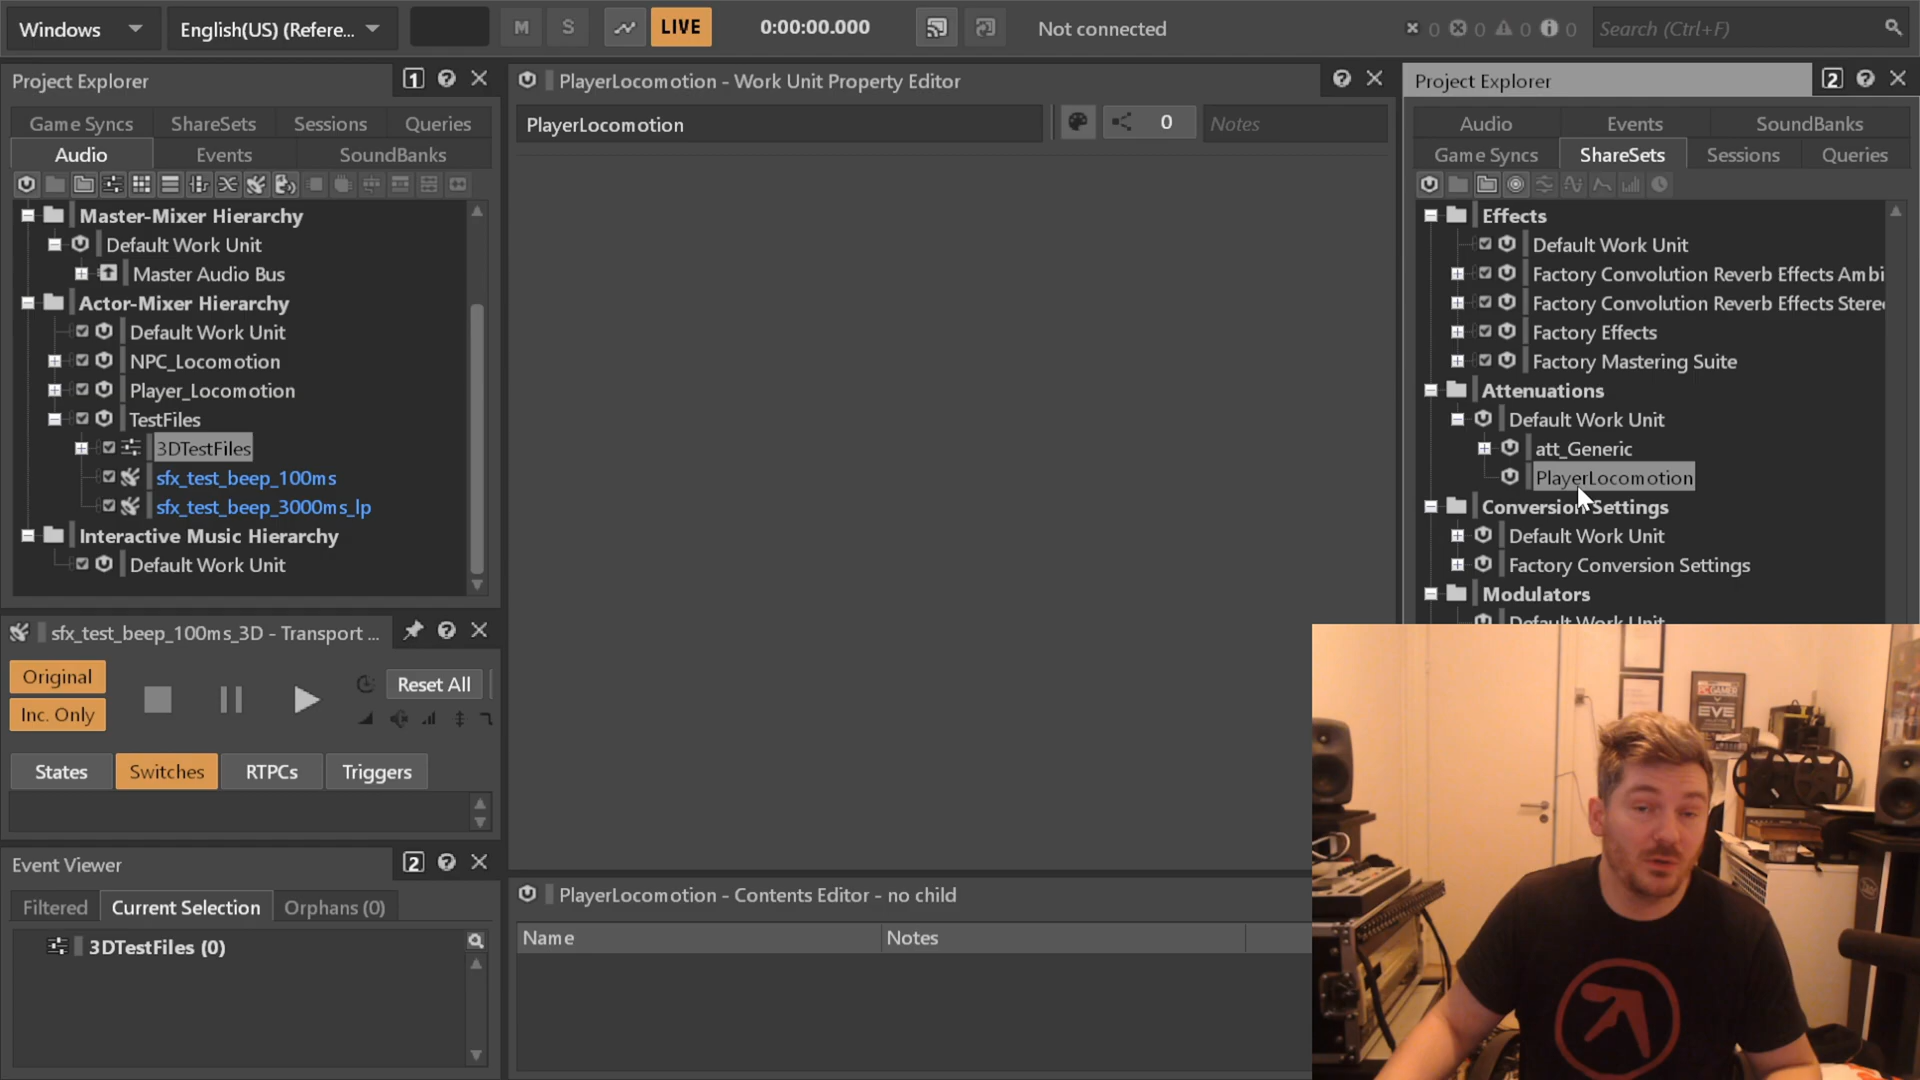 Windows
English(US) (Refere...
M
S
LIVE
0:00:00.000
Not connected
0
0
0
0
Search (Ctrl+F)
Project Explorer
1
Game Syncs
ShareSets
Sessions
Queries
Audio
Events
SoundBanks
Master-Mixer Hierarchy
Default Work Unit
Master Audio Bus
Actor-Mixer Hierarchy
Default Work Unit
NPC_Locomotion
Player_Locomotion
TestFiles
3DTestFiles
sfx_test_beep_100ms
sfx_test_beep_3000ms_lp
Interactive Music Hierarchy
Default Work Unit
sfx_test_beep_100ms_3D - Transport ...
Original
Inc. Only
Reset All
States
Switches
RTPCs
Triggers
Event Viewer
2
Filtered
Current Selection
Orphans (0)
3DTestFiles (0)
PlayerLocomotion - Work Unit Property Editor
PlayerLocomotion
0
Notes
PlayerLocomotion - Contents Editor - no child
Name
Notes
Project Explorer
2
Audio
Events
SoundBanks
Game Syncs
ShareSets
Sessions
Queries
Effects
Default Work Unit
Factory Convolution Reverb Effects Ambi
Factory Convolution Reverb Effects Stere
Factory Effects
Factory Mastering Suite
Attenuations
Default Work Unit
att_Generic
PlayerLocomotion
Conversion Settings
Default Work Unit
Factory Conversion Settings
Modulators
Default Work Unit
PC GAMER
EVE